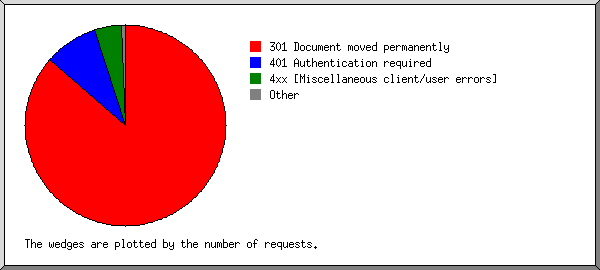 301 Document moved permanently
401 Authentication required
4xx [Miscellaneous client/user errors]
Other
The wedges are plotted by the number of requests.